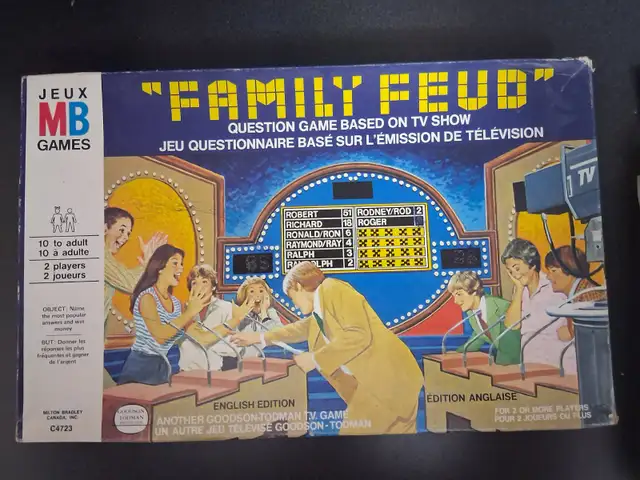 JEUX
MB
GAMES
10 to adult
10 à adulte
2 players
2 joueurs
OBJECT: Name
the most popular
answers and win
money
BUT: Donner les
réponses les plus
fréquentes et gagner
de l'argent
MILTON BRADLEY
CANADA, INC.
C4723
"FAMILY FEUD"
QUESTION GAME BASED ON TV SHOW
JEU QUESTIONNAIRE BASÉ SUR L'ÉMISSION DE TÉLÉVISION
TV
ROBERT 51 RODNEY/ROD 2
RICHARD 18 ROGER
RONALD/RON 6
RAYMOND/RAY 4
RALPH 3
RANDOLPH 2
ENGLISH EDITION
ÉDITION ANGLAISE
GOODSON
TODMAN
ANOTHER GOODSON-TODMAN T.V. GAME
UN AUTRE JEU TÉLÉVISÉ GOODSON-TODMAN
FOR 2 OR MORE PLAYERS
POUR 2 JOUEURS OU PLUS